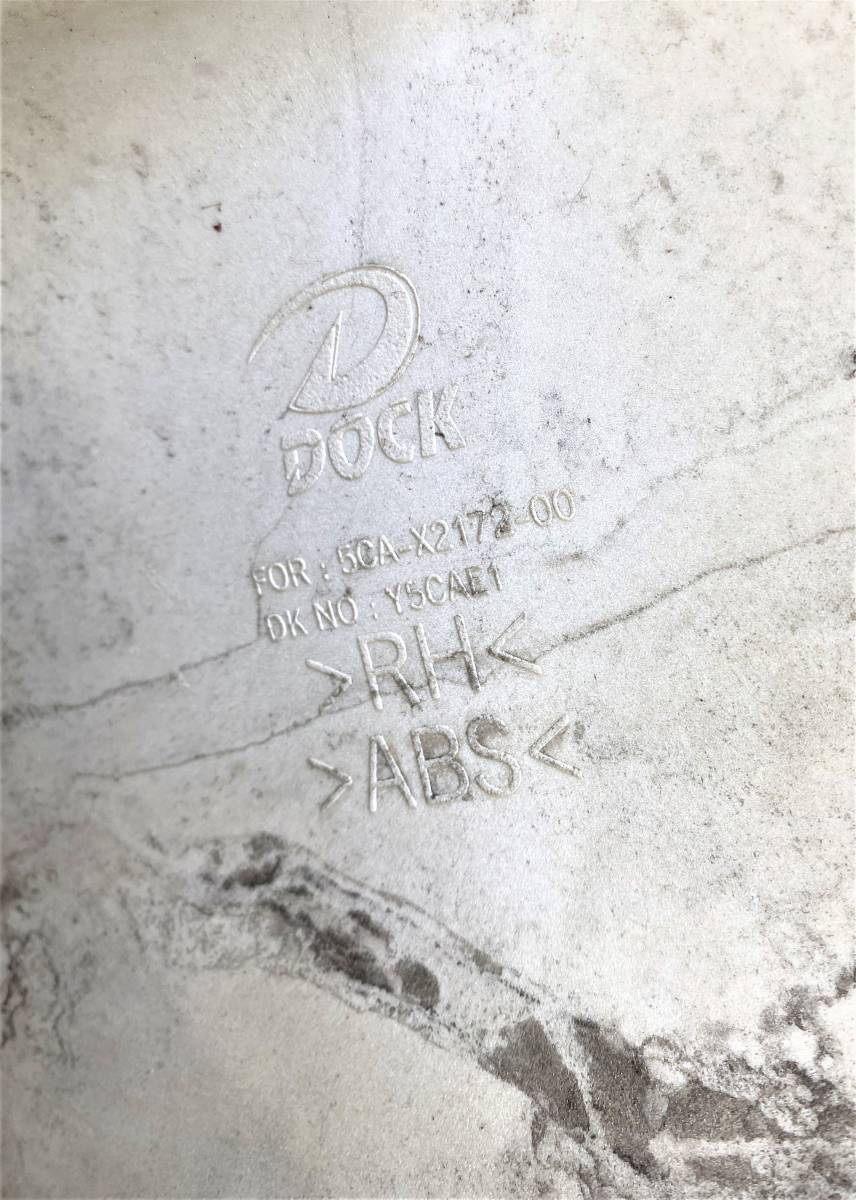 DOCK
FOR : 5CA-X2172-00
DK NO : Y5CAE1
>RH<
>ABS<